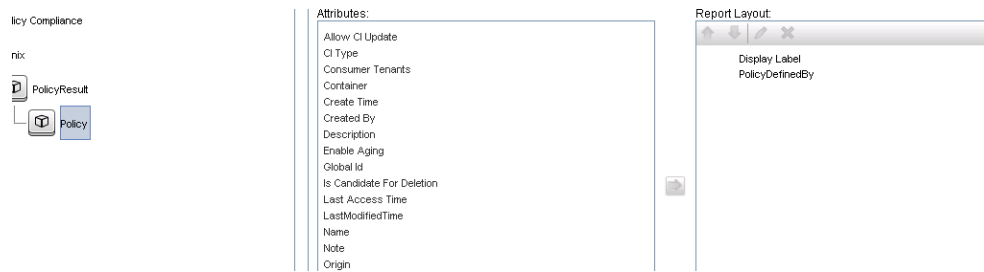 licy Compliance
nix
PolicyResult
Policy
Attributes:
Allow CI Update
CI Type
Consumer Tenants
Container
Create Time
Created By
Description
Enable Aging
Global Id
Is Candidate For Deletion
Last Access Time
LastModifiedTime
Name
Note
Origin
Report Layout:
Display Label
PolicyDefinedBy